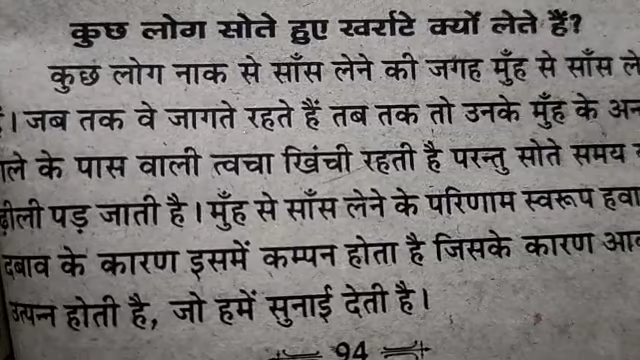 कुछ लोग सोते हुए खर्राटे क्यों लेते हैं?
कुछ लोग नाक से साँस लेने की जगह मुँह से साँस ले
। जब तक वे जागते रहते हैं तब तक तो उनके मुँह के अन
ले के पास वाली त्वचा खिंची रहती है परन्तु सोते समय
ढीली पड़ जाती है। मुँह से साँस लेने के परिणाम स्वरूप हवा
दबाव के कारण इसमें कम्पन होता है जिसके कारण आव
उत्पन्न होती है, जो हमें सुनाई देती है।
94